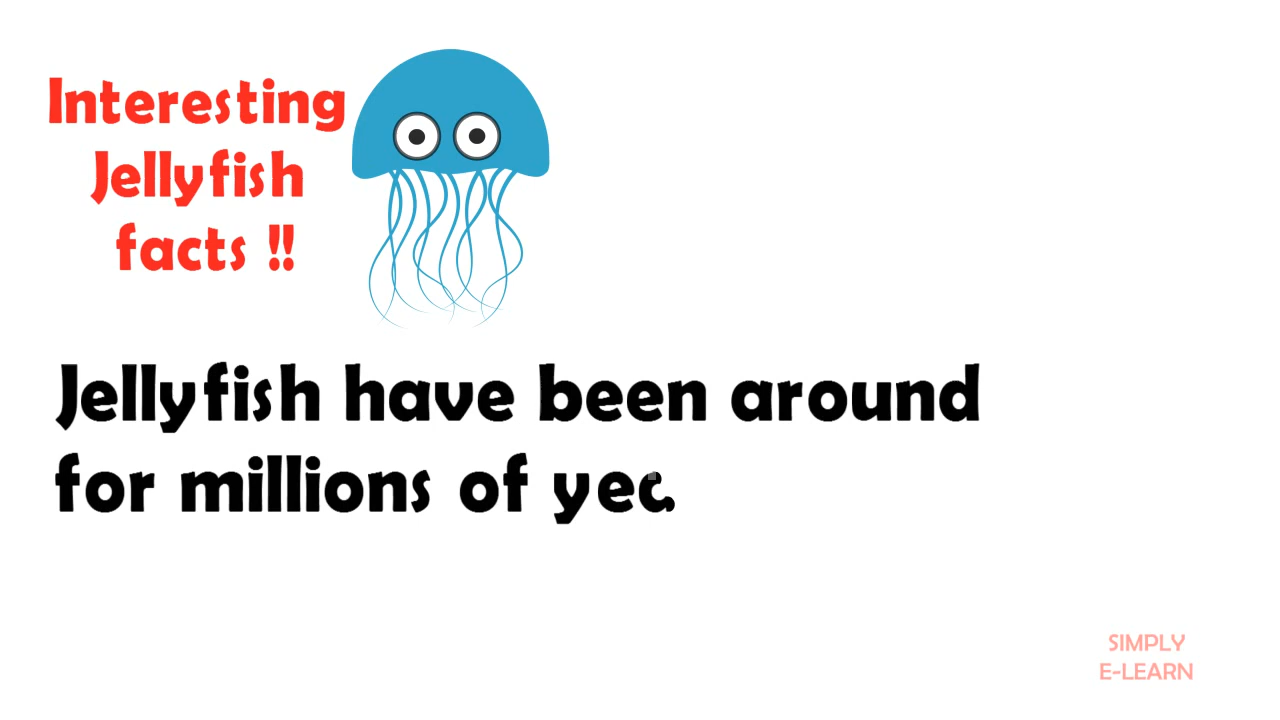 Interesting
Jellyfish
facts !!
Jellyfish have been around
for millions of
SIMPLY
E-LEARN